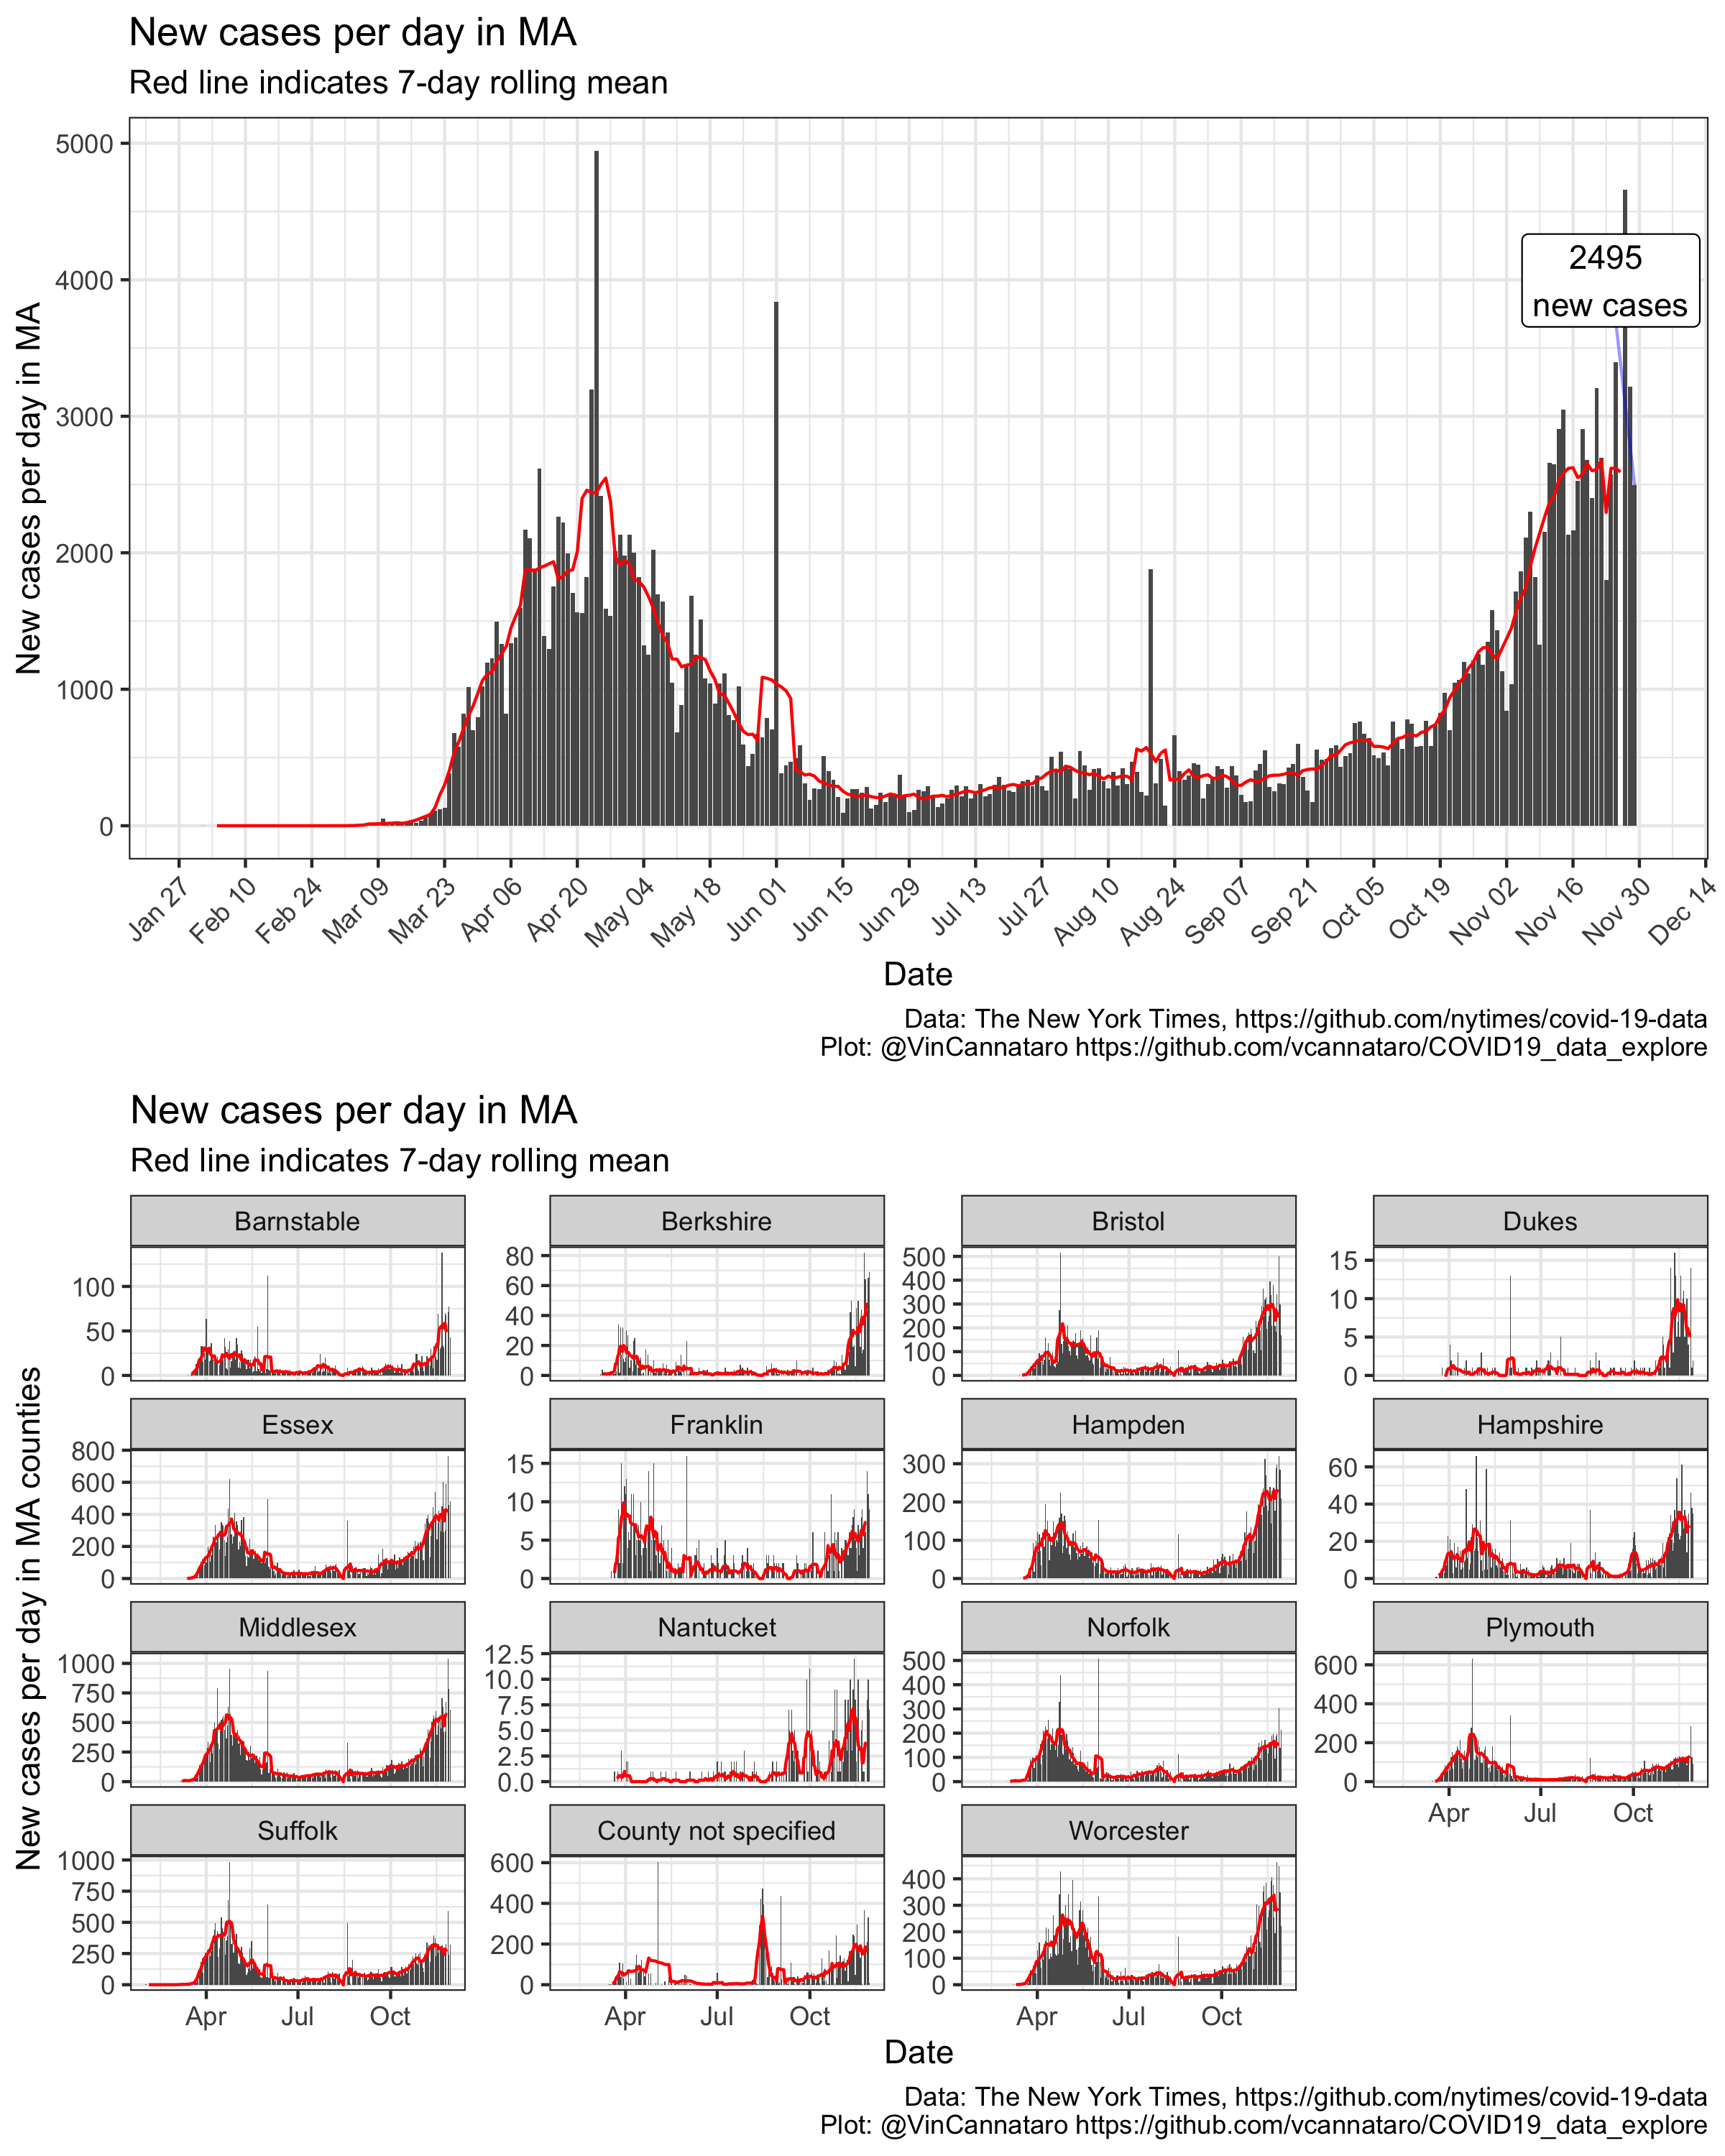 New cases per day in MA
Red line indicates 7-day rolling mean
New cases per day in MA
5000
4000
3000
2000
1000
0
2495
new cases
Jan 27 Feb 10 Feb 24 Mar 09 Mar 23 Apr 06 Apr 20 May 04 May 18 Jun 01 Jun 15 Jun 29 Jul 13 Jul 27 Aug 10 Aug 24 Sep 07 Sep 21 Oct 05 Oct 19 Nov 02 Nov 16 Nov 30 Dec 14
Date
Data: The New York Times, https://github.com/nytimes/covid-19-data
Plot: @VinCannataro https://github.com/vcannataro/COVID19_data_explore
New cases per day in MA
Red line indicates 7-day rolling mean
New cases per day in MA counties
Barnstable
100
50
0
Berkshire
80
60
40
20
0
Bristol
500
400
300
200
100
0
Dukes
15
10
5
0
Essex
800
600
400
200
0
Franklin
15
10
5
0
Hampden
300
200
100
0
Hampshire
60
40
20
0
Middlesex
1000
750
500
250
0
Nantucket
12.5
10.0
7.5
5.0
2.5
0.0
Norfolk
500
400
300
200
100
0
Plymouth
600
400
200
0
Apr Jul Oct
Suffolk
1000
750
500
250
0
Apr Jul Oct
County not specified
600
400
200
0
Apr Jul Oct
Worcester
400
300
200
100
0
Apr Jul Oct
Date
Data: The New York Times, https://github.com/nytimes/covid-19-data
Plot: @VinCannataro https://github.com/vcannataro/COVID19_data_explore